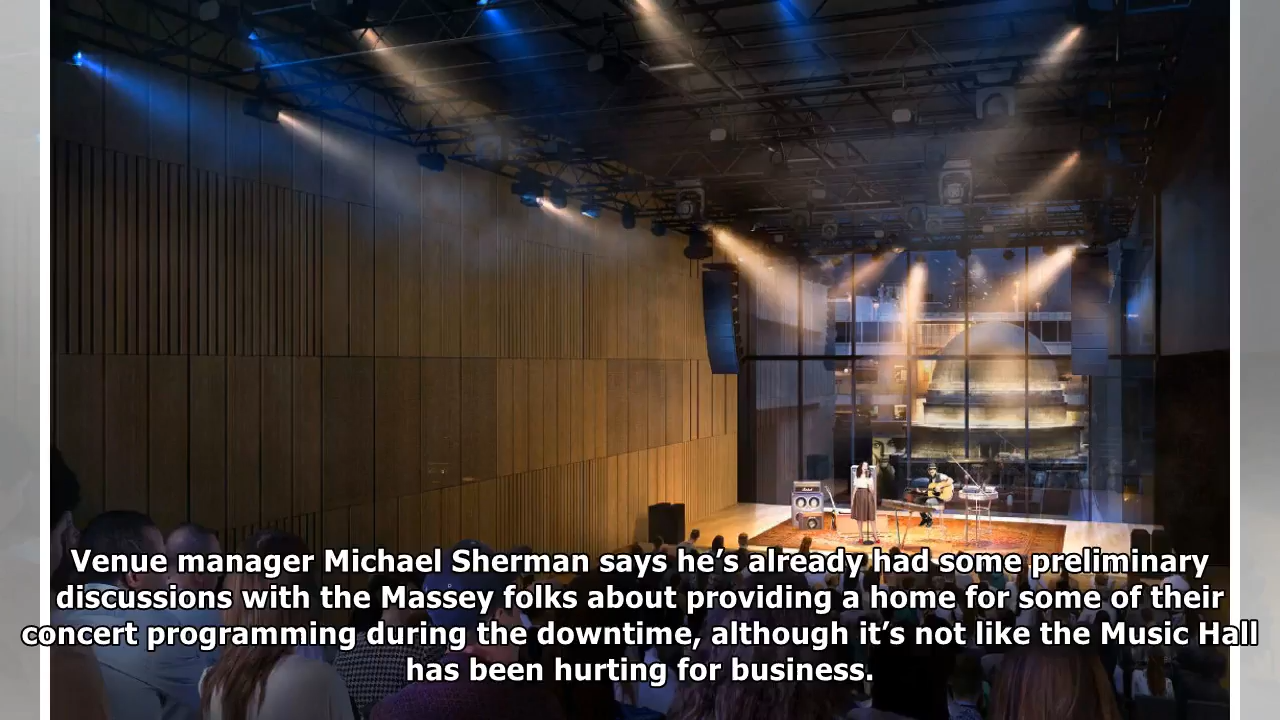 Venue manager Michael Sherman says he’s already had some preliminary
discussions with the Massey folks about providing a home for some of their
concert programming during the downtime, although it’s not like the Music Hall
has been hurting for business.